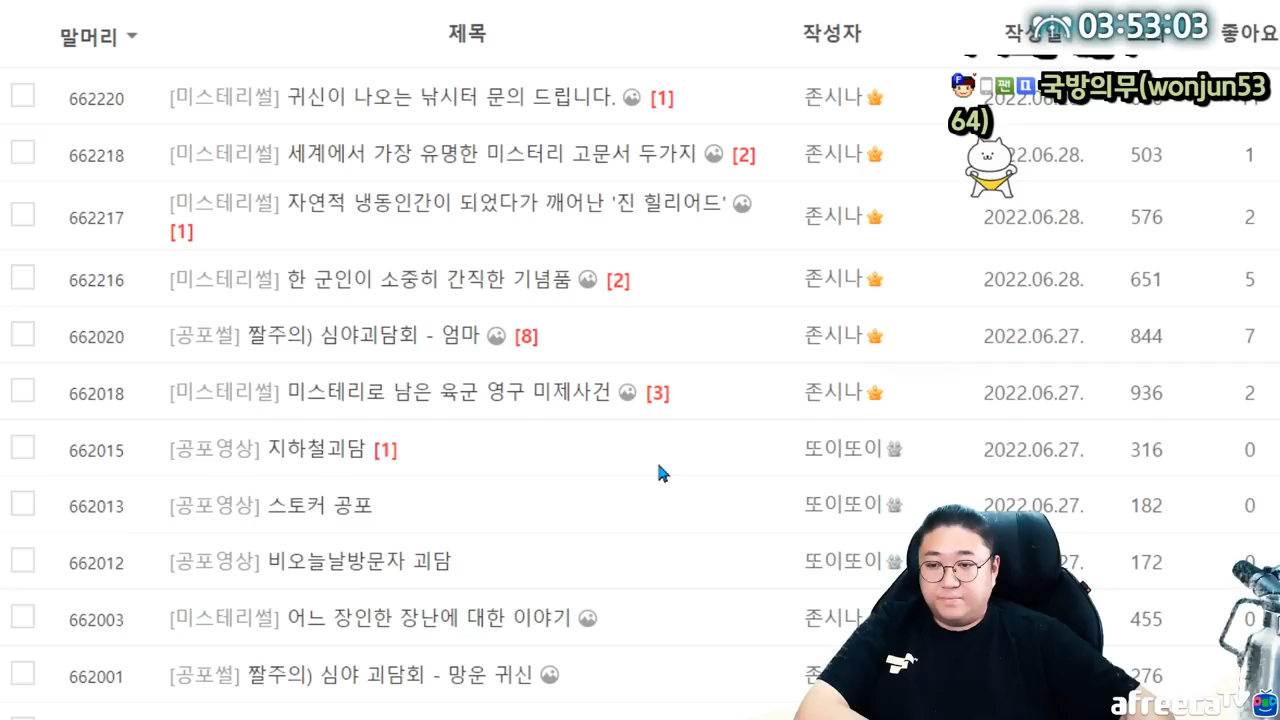 말머리 제목 작성자 좋아요
03:53:03
국방의무(wonjun53
64)
662220 [미스테리썰] 귀신이 나오는 낚시터 문의 드립니다. [1] 존시나
662218 [미스테리썰] 세계에서 가장 유명한 미스터리 고문서 두가지 [2] 존시나 22.06.28. 503 1
662217 [미스테리썰] 자연적 냉동인간이 되었다가 깨어난 '진 힐리어드' 존시나 2022.06.28. 576 2
[1]
662216 [미스테리썰] 한 군인이 소중히 간직한 기념품 [2] 존시나 2022.06.28. 651 5
662020 [공포썰] 짤주의) 심야괴담회 - 엄마 [8] 존시나 2022.06.27. 844 7
662018 [미스테리썰] 미스테리로 남은 육군 영구 미제사건 [3] 존시나 2022.06.27. 936 2
662015 [공포영상] 지하철괴담 [1] 또이또이 2022.06.27. 316 0
662013 [공포영상] 스토커 공포 또이또이 2022.06.27. 182 0
662012 [공포영상] 비오늘날방문자 괴담 또이또이 27. 172 0
662003 [미스테리썰] 어느 장인한 장난에 대한 이야기 존시나 455 0
662001 [공포썰] 짤주의) 심야 괴담회 - 망운 귀신 276
afreecaTV